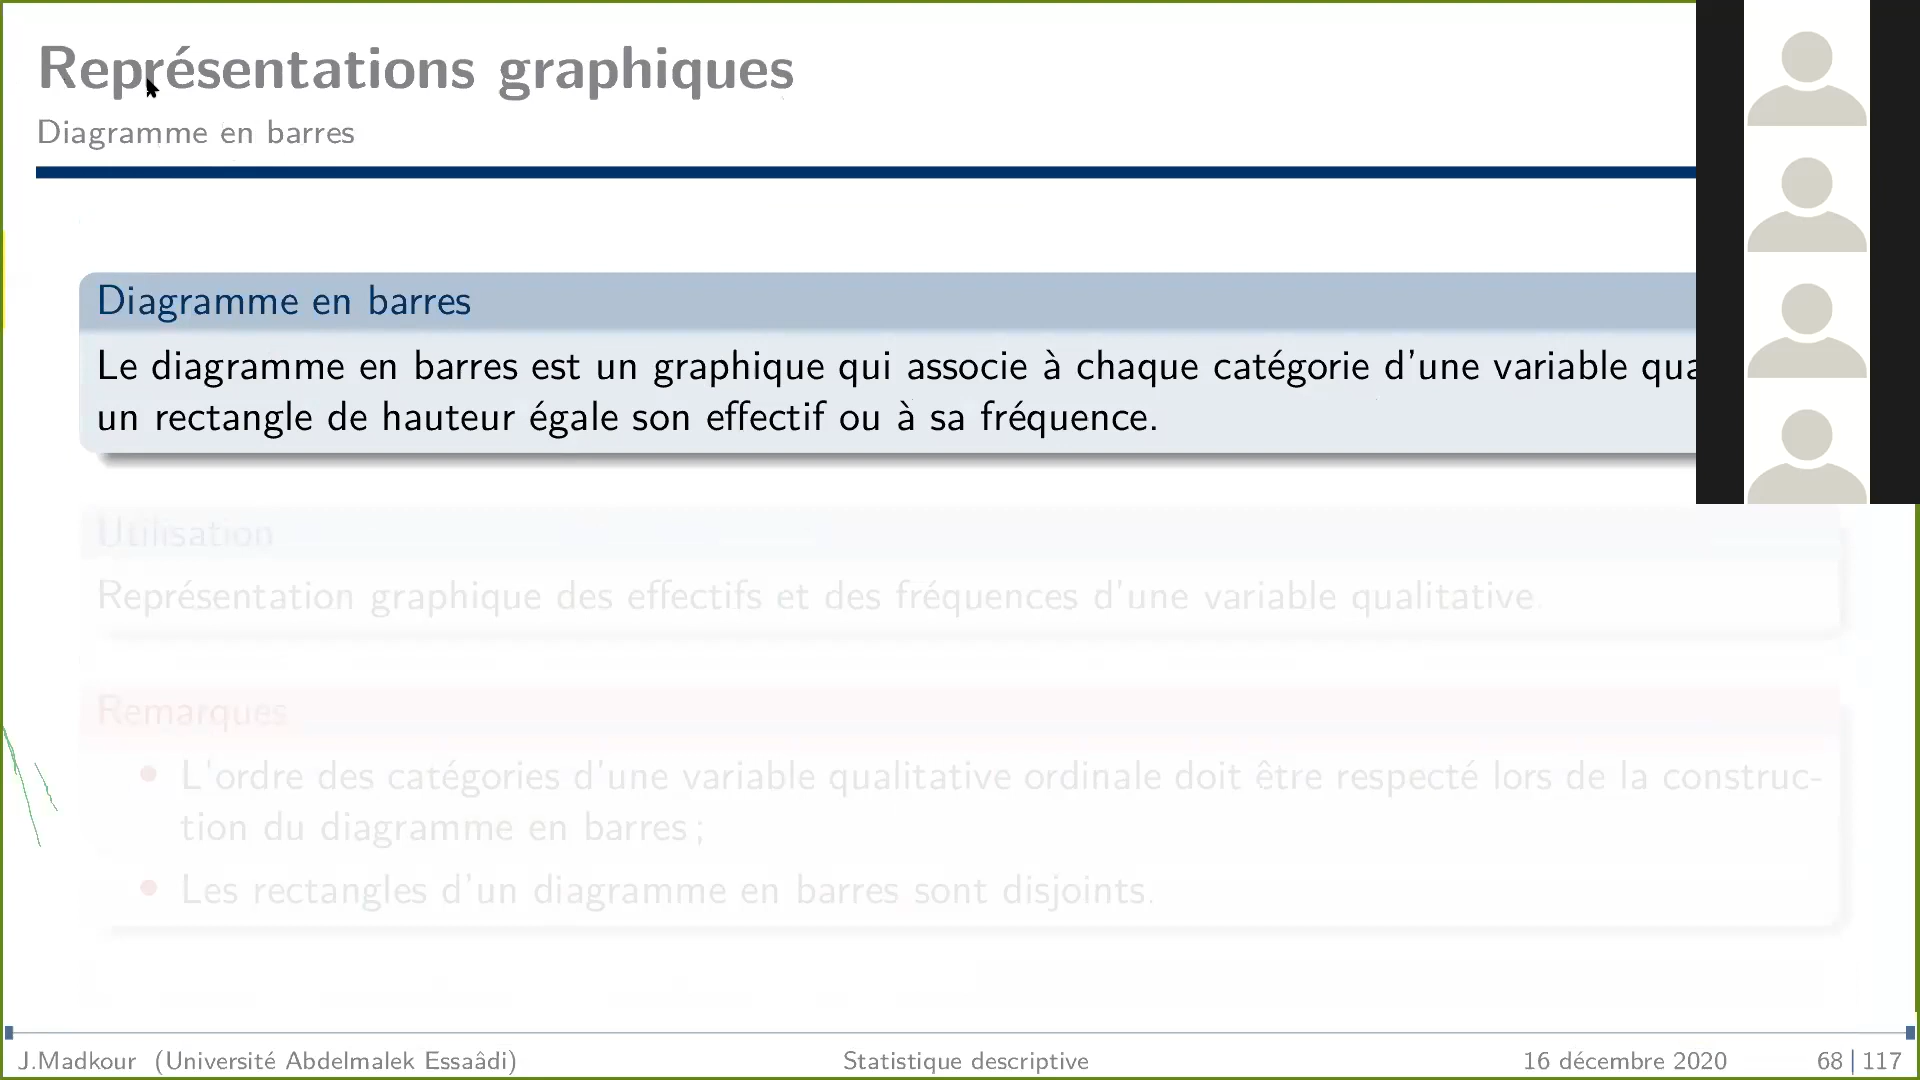 Représentations graphiques
Diagramme en barres
Diagramme en barres
Le diagramme en barres est un graphique qui associe à chaque catégorie d'une variable qua
un rectangle de hauteur égale son effectif ou à sa fréquence.
Utilisation
Représentation graphique des effectifs et des fréquences d'une variable qualitative.
Remarques
• L'ordre des catégories d'une variable qualitative ordinale doit être respecté lors de la construc-
tion du diagramme en barres ;
• Les rectangles d'un diagramme en barres sont disjoints.
J.Madkour (Université Abdelmalek Essaâdi) Statistique descriptive 16 décembre 2020 68 | 117